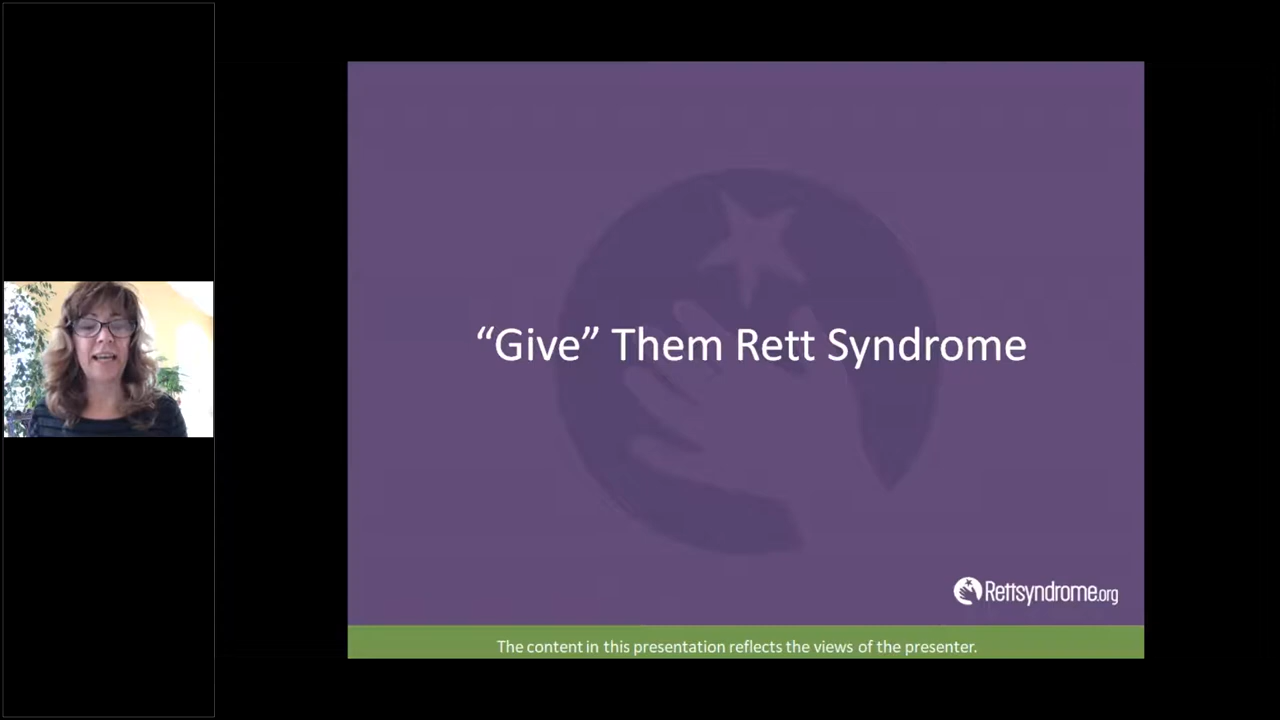 “Give” Them Rett Syndrome
Rettsyndrome.org
The content in this presentation reflects the views of the presenter.